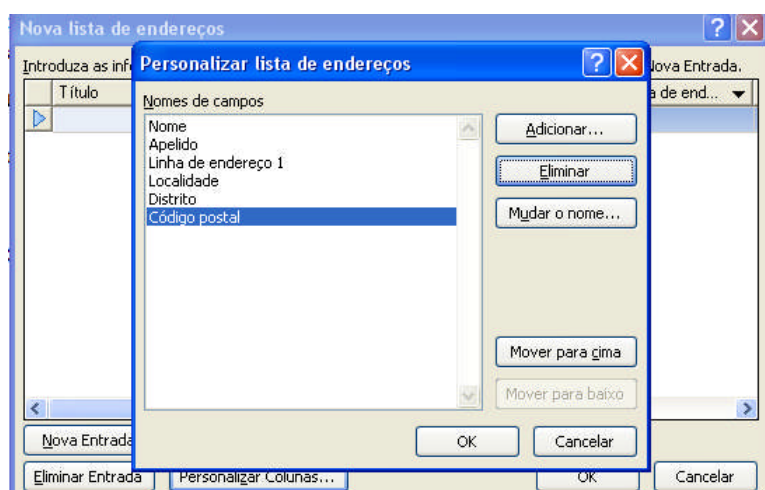 Nova lista de endereços
Introduza as inf
Nova Entrada.
Título
a de end...
Personalizar lista de endereços
Nomes de campos
Nome
Apelido
Linha de endereço 1
Localidade
Distrito
Código postal
Adicionar...
Eliminar
Mudar o nome...
Mover para cima
Mover para baixo
OK
Cancelar
Nova Entrada
Eliminar Entrada
Personalizar Colunas...
OK
Cancelar